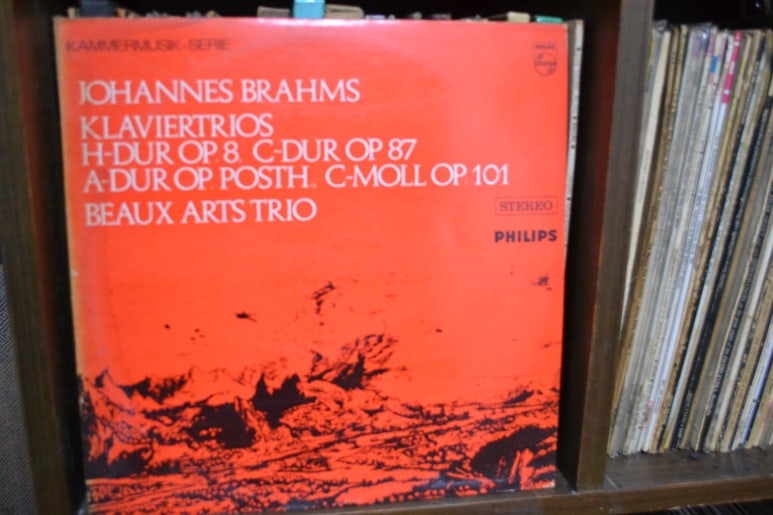 KAMMERMUSIK-SERIE
JOHANNES BRAHMS
KLAVIERTRIOS
H-DUR OP. 8, C-DUR OP. 87
A-DUR OP. POSTH., C-MOLL OP. 101
BEAUX ARTS TRIO
STEREO
PHILIPS